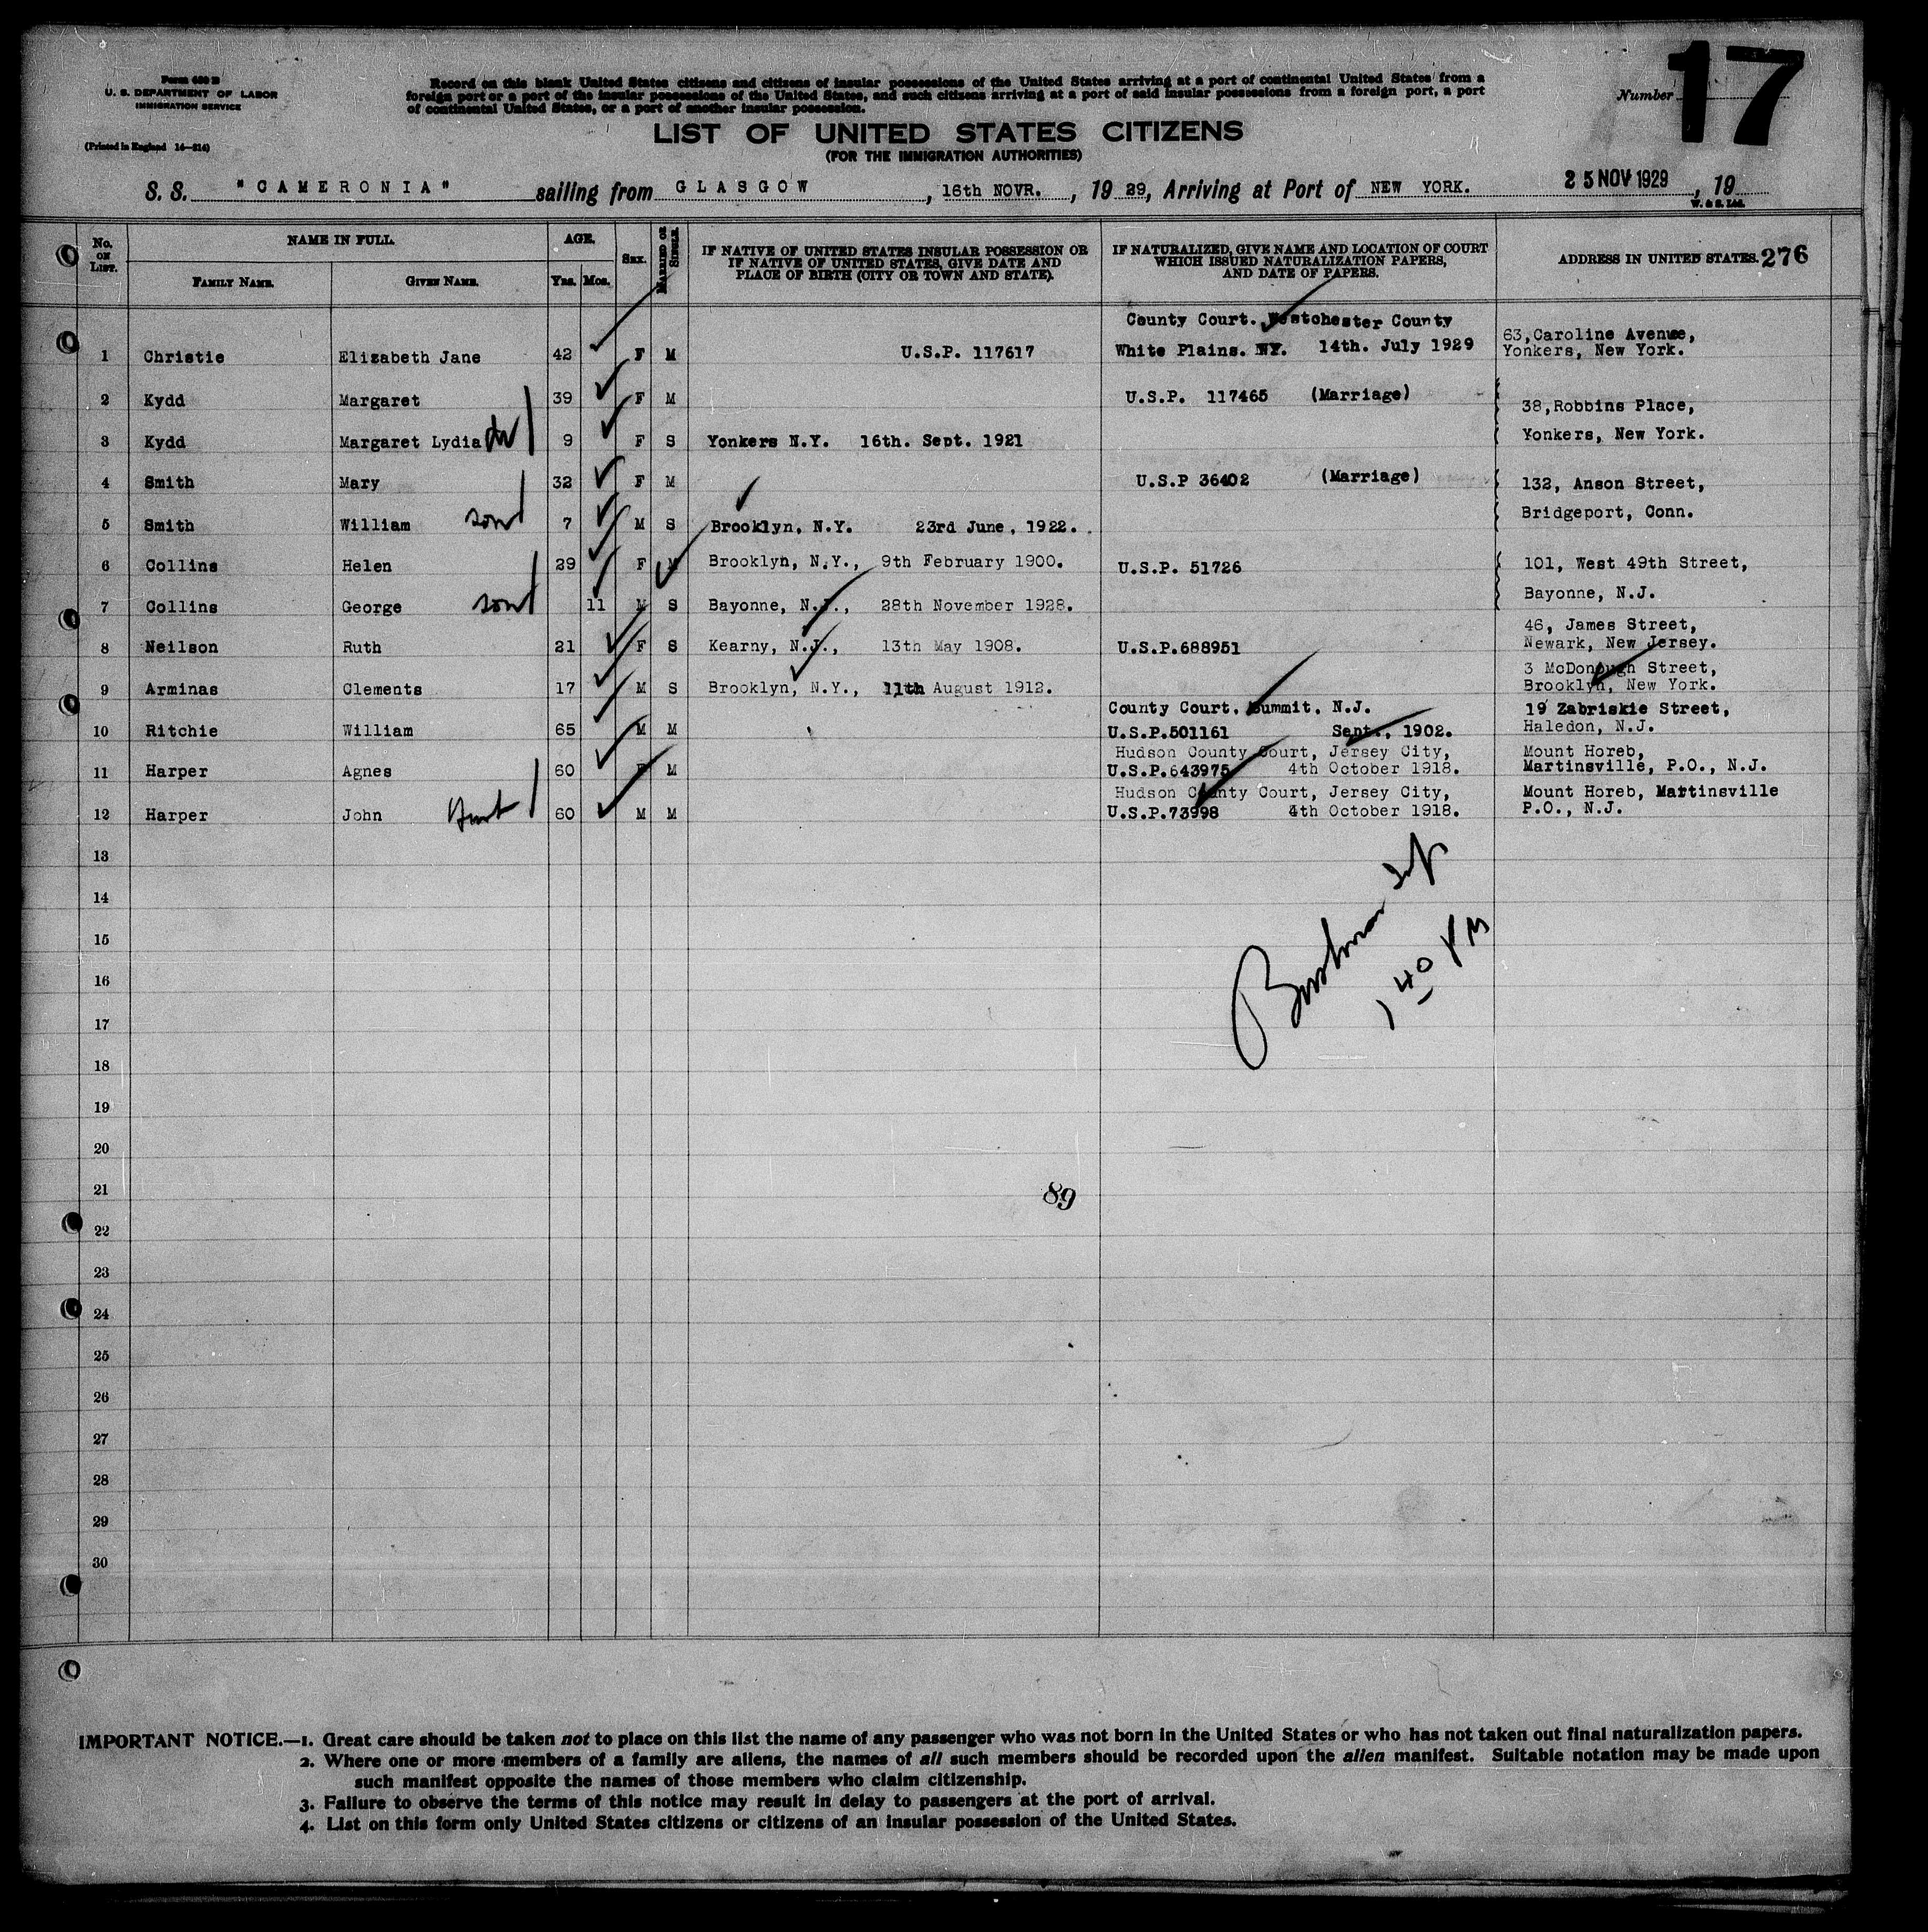 Form 630 B
U. S. DEPARTMENT OF LABOR
IMMIGRATION SERVICE
(Printed in England 14—214)
Record on this blank United States citizens and citizens of insular possessions of the United States arriving at a port of continental United States from a
foreign port or a port of the insular possessions of the United States, and such citizens arriving at a port of said insular possessions from a foreign port, a port
of continental United States, or a port of another insular possession.
Number 17
LIST OF UNITED STATES CITIZENS
(FOR THE IMMIGRATION AUTHORITIES)
S. S. "CAMERONIA" sailing from GLASGOW, 16th NOVR., 1929, Arriving at Port of NEW YORK. 25 NOV 1929, 19
W. & S. Ltd.
No. ON LIST. NAME IN FULL. AGE. SEX. MARRIED OR SINGLE. IF NATIVE OF UNITED STATES INSULAR POSSESSION OR IF NATIVE OF UNITED STATES, GIVE DATE AND PLACE OF BIRTH (CITY OR TOWN AND STATE). IF NATURALIZED, GIVE NAME AND LOCATION OF COURT WHICH ISSUED NATURALIZATION PAPERS, AND DATE OF PAPERS. ADDRESS IN UNITED STATES. 276
FAMILY NAME. GIVEN NAME. Yrs. Mos.
County Court. Westchester County 63,Caroline Avenue,
1 Christie Elizabeth Jane 42 F M U.S.P. 117617 White Plains. NY. 14th. July 1929 Yonkers, New York.
2 Kydd Margaret 39 F M U.S.P. 117465 (Marriage) 38,Robbins Place,
3 Kydd Margaret Lydia 9 F S Yonkers N.Y. 16th. Sept. 1921 Yonkers, New York.
4 Smith Mary 32 F M U.S.P 36402 (Marriage) 132, Anson Street,
5 Smith William son 7 M S Brooklyn, N.Y. 23rd June, 1922. Bridgeport, Conn.
6 Collins Helen 29 F M Brooklyn, N.Y., 9th February 1900. U.S.P. 51726 101, West 49th Street,
7 Collins George son 11 M S Bayonne, N.J., 28th November 1928. Bayonne, N.J.
46, James Street,
8 Neilson Ruth 21 F S Kearny, N.J., 13th May 1908. U.S.P.688951 Newark, New Jersey.
3 McDonough Street,
9 Arminas Clements 17 M S Brooklyn, N.Y., 11th August 1912. Brooklyn, New York.
County Court, Summit, N.J. 19 Zabriskie Street,
10 Ritchie William 65 M M U.S.P.501161 Sept., 1902. Haledon, N.J.
Hudson County Court, Jersey City, Mount Horeb,
11 Harper Agnes 60 F M U.S.P.643975 4th October 1918. Martinsville, P.O., N.J.
Hudson County Court, Jersey City, Mount Horeb, Martinsville
12 Harper John 60 M M U.S.P.73998 4th October 1918. P.O., N.J.
13
14
15
16
17
18
19
20
21
22
23
24
25
26
27
28
29
30
1 40 PM
89
IMPORTANT NOTICE.—1. Great care should be taken not to place on this list the name of any passenger who was not born in the United States or who has not taken out final naturalization papers.
2. Where one or more members of a family are aliens, the names of all such members should be recorded upon the alien manifest. Suitable notation may be made upon
such manifest opposite the names of those members who claim citizenship.
3. Failure to observe the terms of this notice may result in delay to passengers at the port of arrival.
4. List on this form only United States citizens or citizens of an insular possession of the United States.